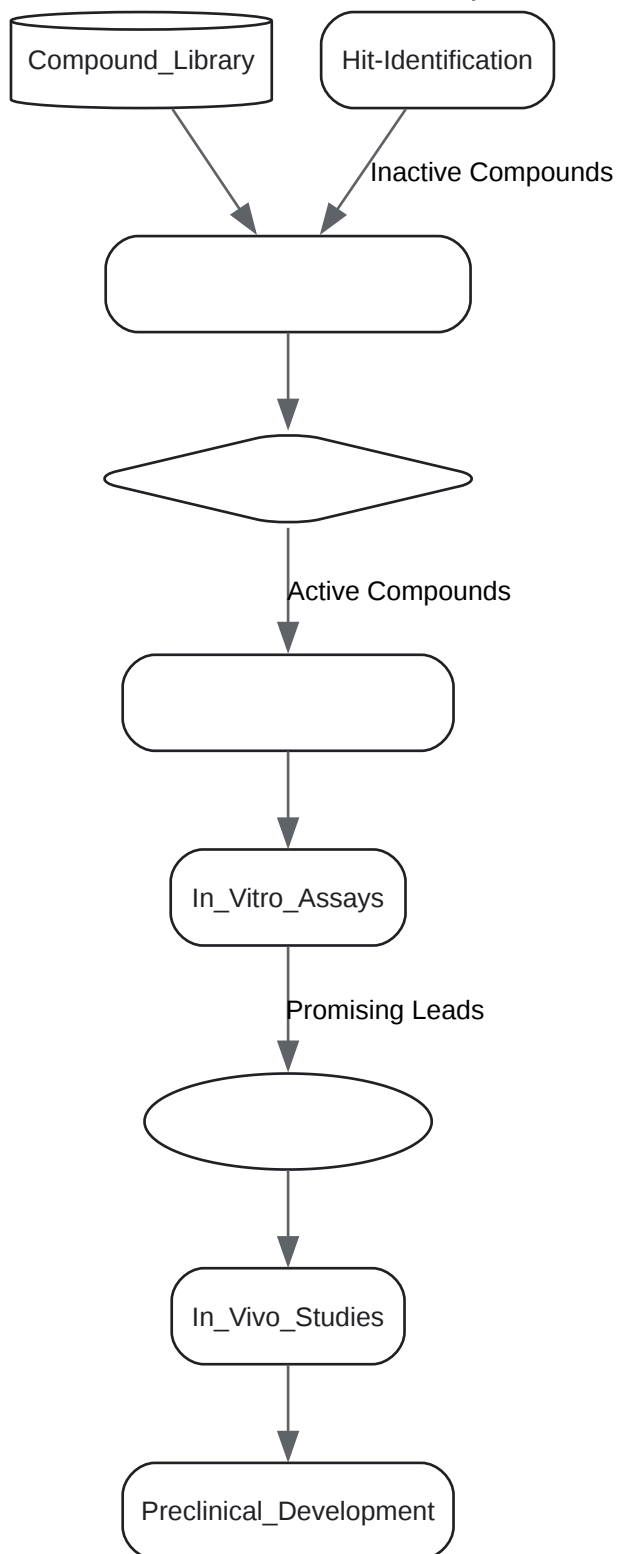 Compound_Library
Hit-Identification
Inactive Compounds
Active Compounds
In_Vitro_Assays
Promising Leads
In_Vivo_Studies
Preclinical_Development